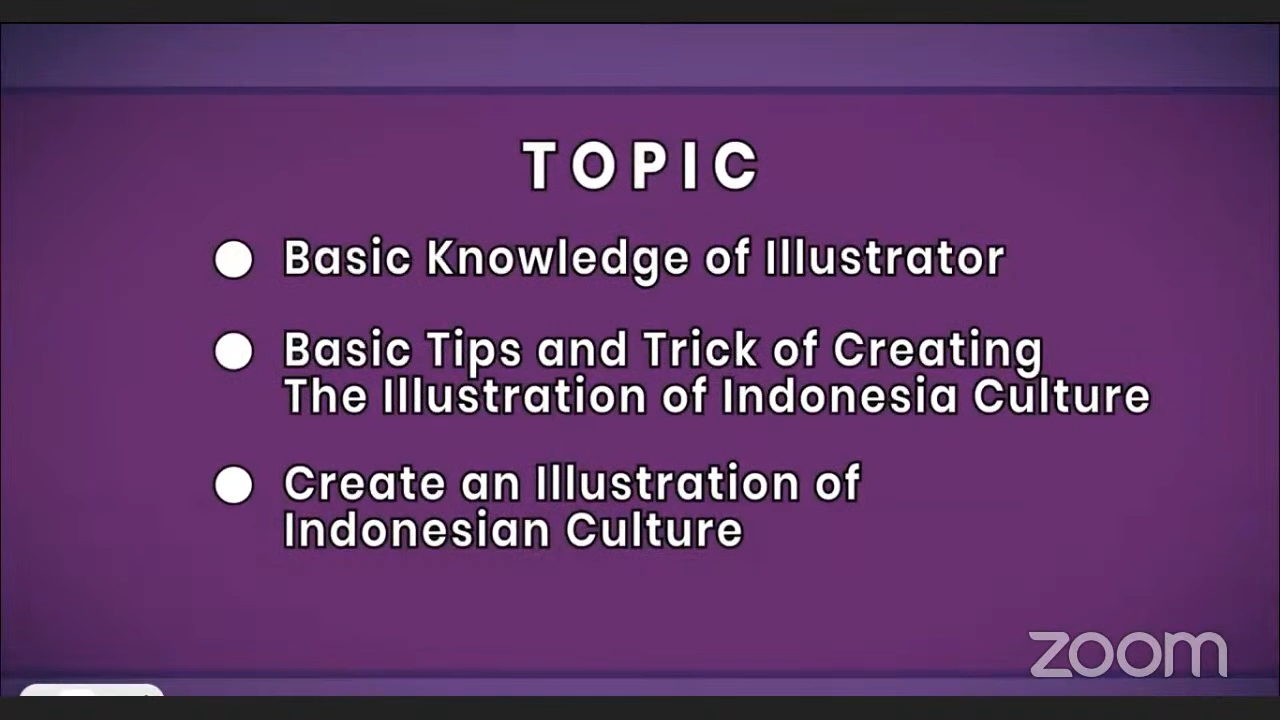 TOPIC
Basic Knowledge of Illustrator
Basic Tips and Trick of Creating
The Illustration of Indonesia Culture
Create an Illustration of
Indonesian Culture
zoom